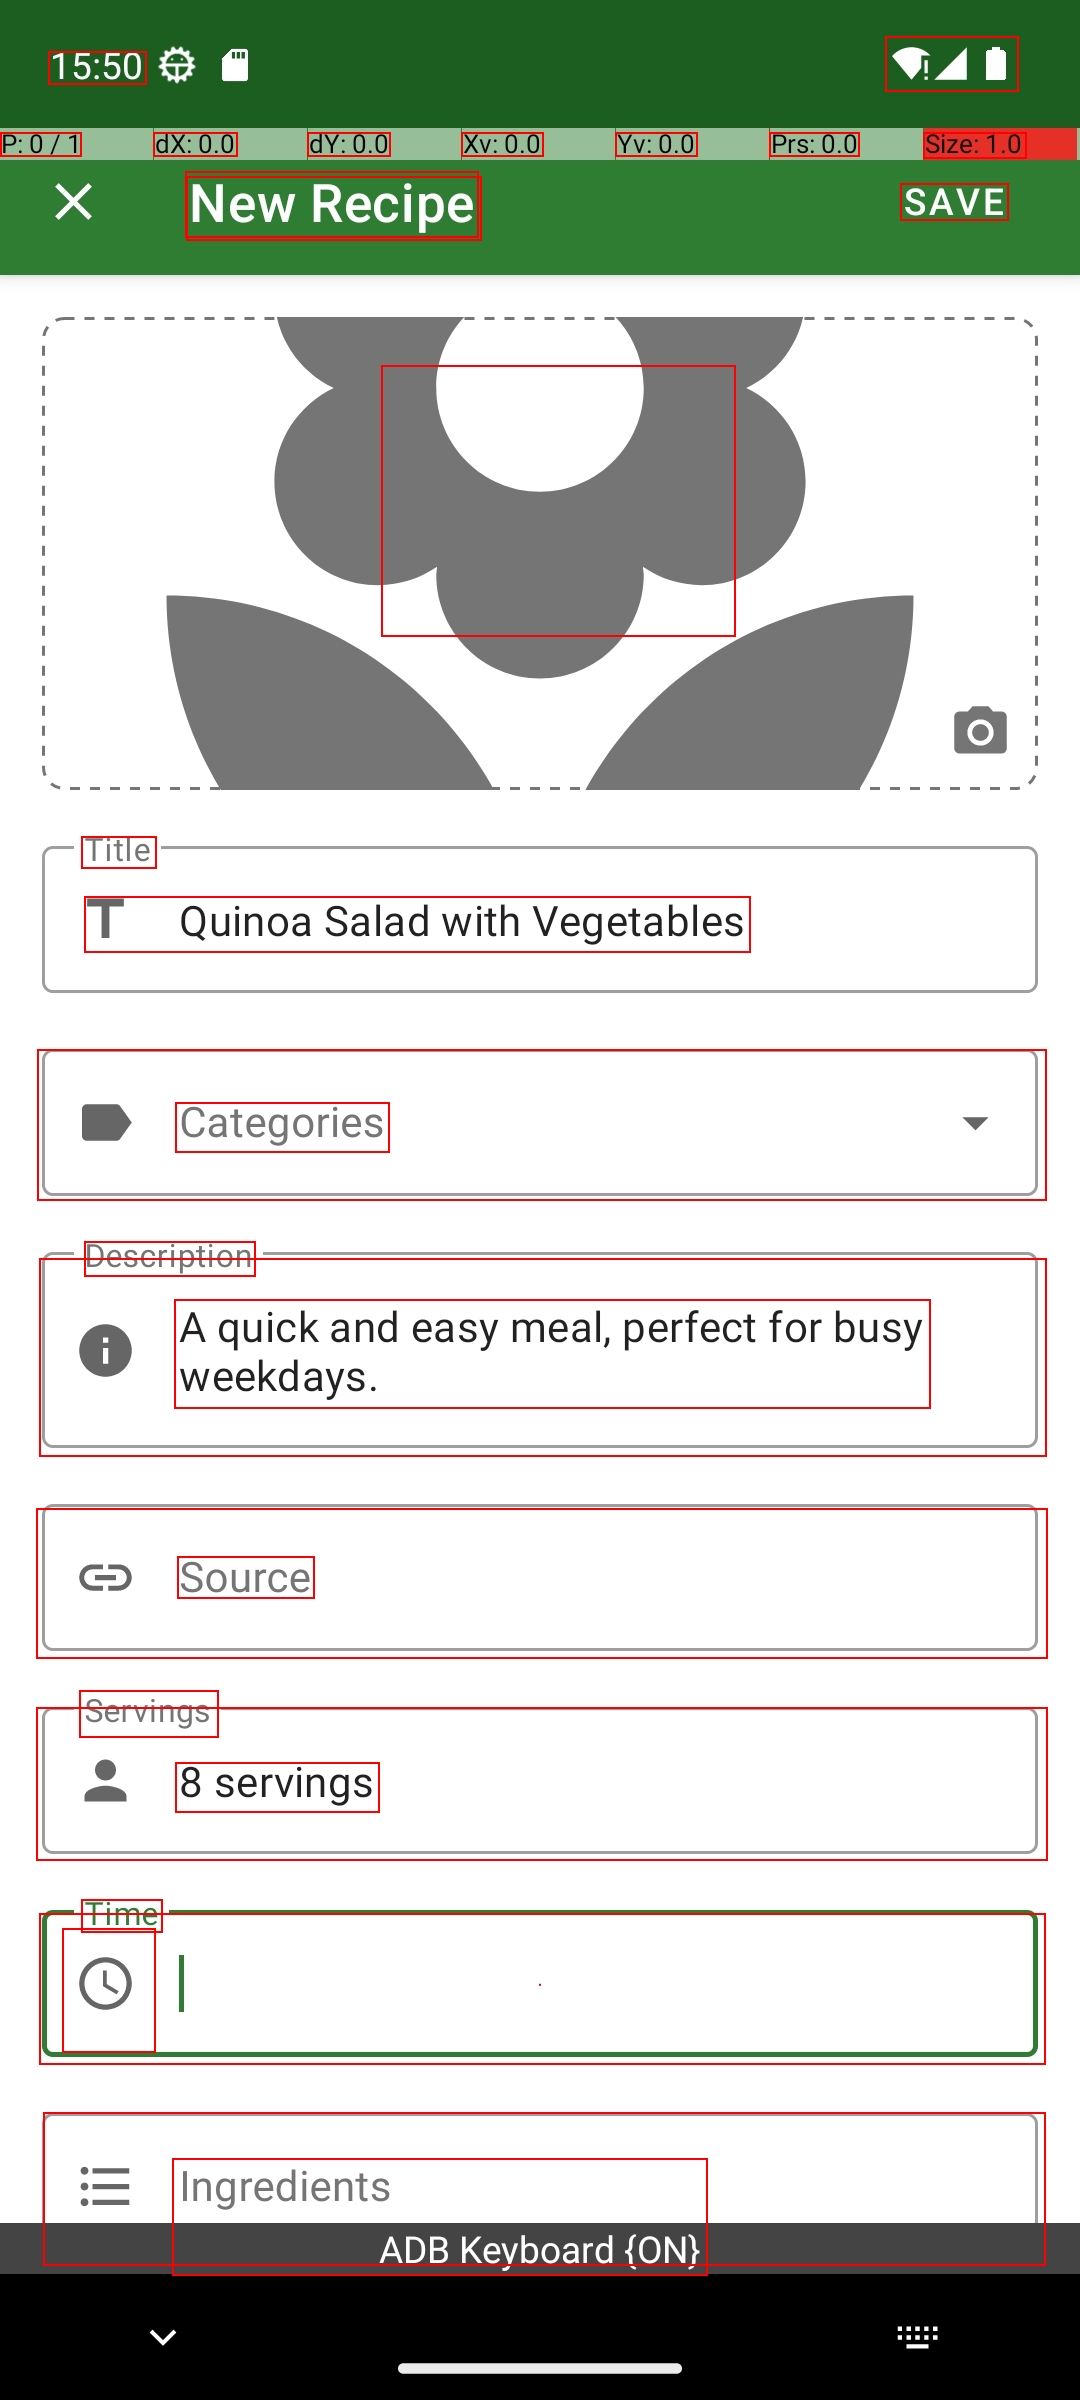 15:50
P: 0 / 1 dX: 0.0 dY: 0.0 Xv: 0.0 Yv: 0.0 Prs: 0.0 Size: 1.0
New Recipe SAVE
Title
Quinoa Salad with Vegetables
Categories
Description
A quick and easy meal, perfect for busy
weekdays.
Source
Servings
8 servings
Time
Ingredients
ADB Keyboard {ON}